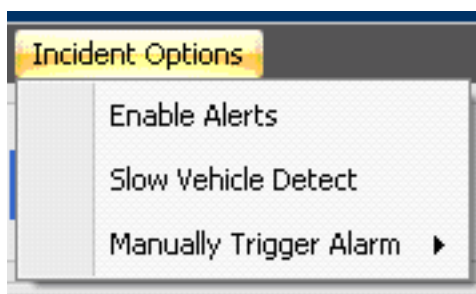 Incident Options
Enable Alerts
Slow Vehicle Detect
Manually Trigger Alarm